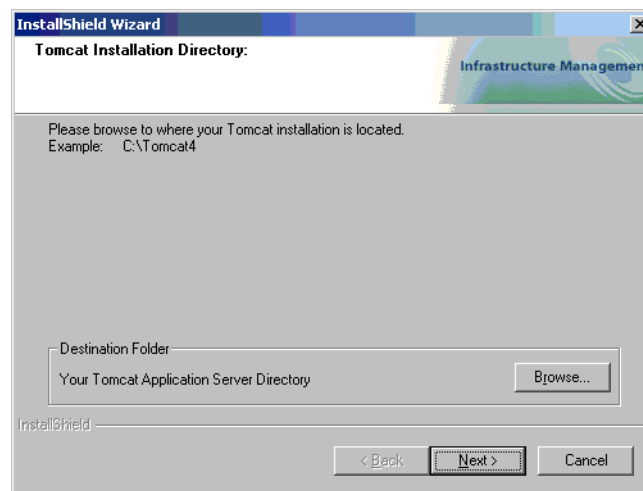 InstallShield Wizard
Tomcat Installation Directory:
Infrastructure Managemen
Please browse to where your Tomcat installation is located.
Example: C:\Tomcat4
Destination Folder
Your Tomcat Application Server Directory
Browse...
InstallShield
< Back
Next >
Cancel